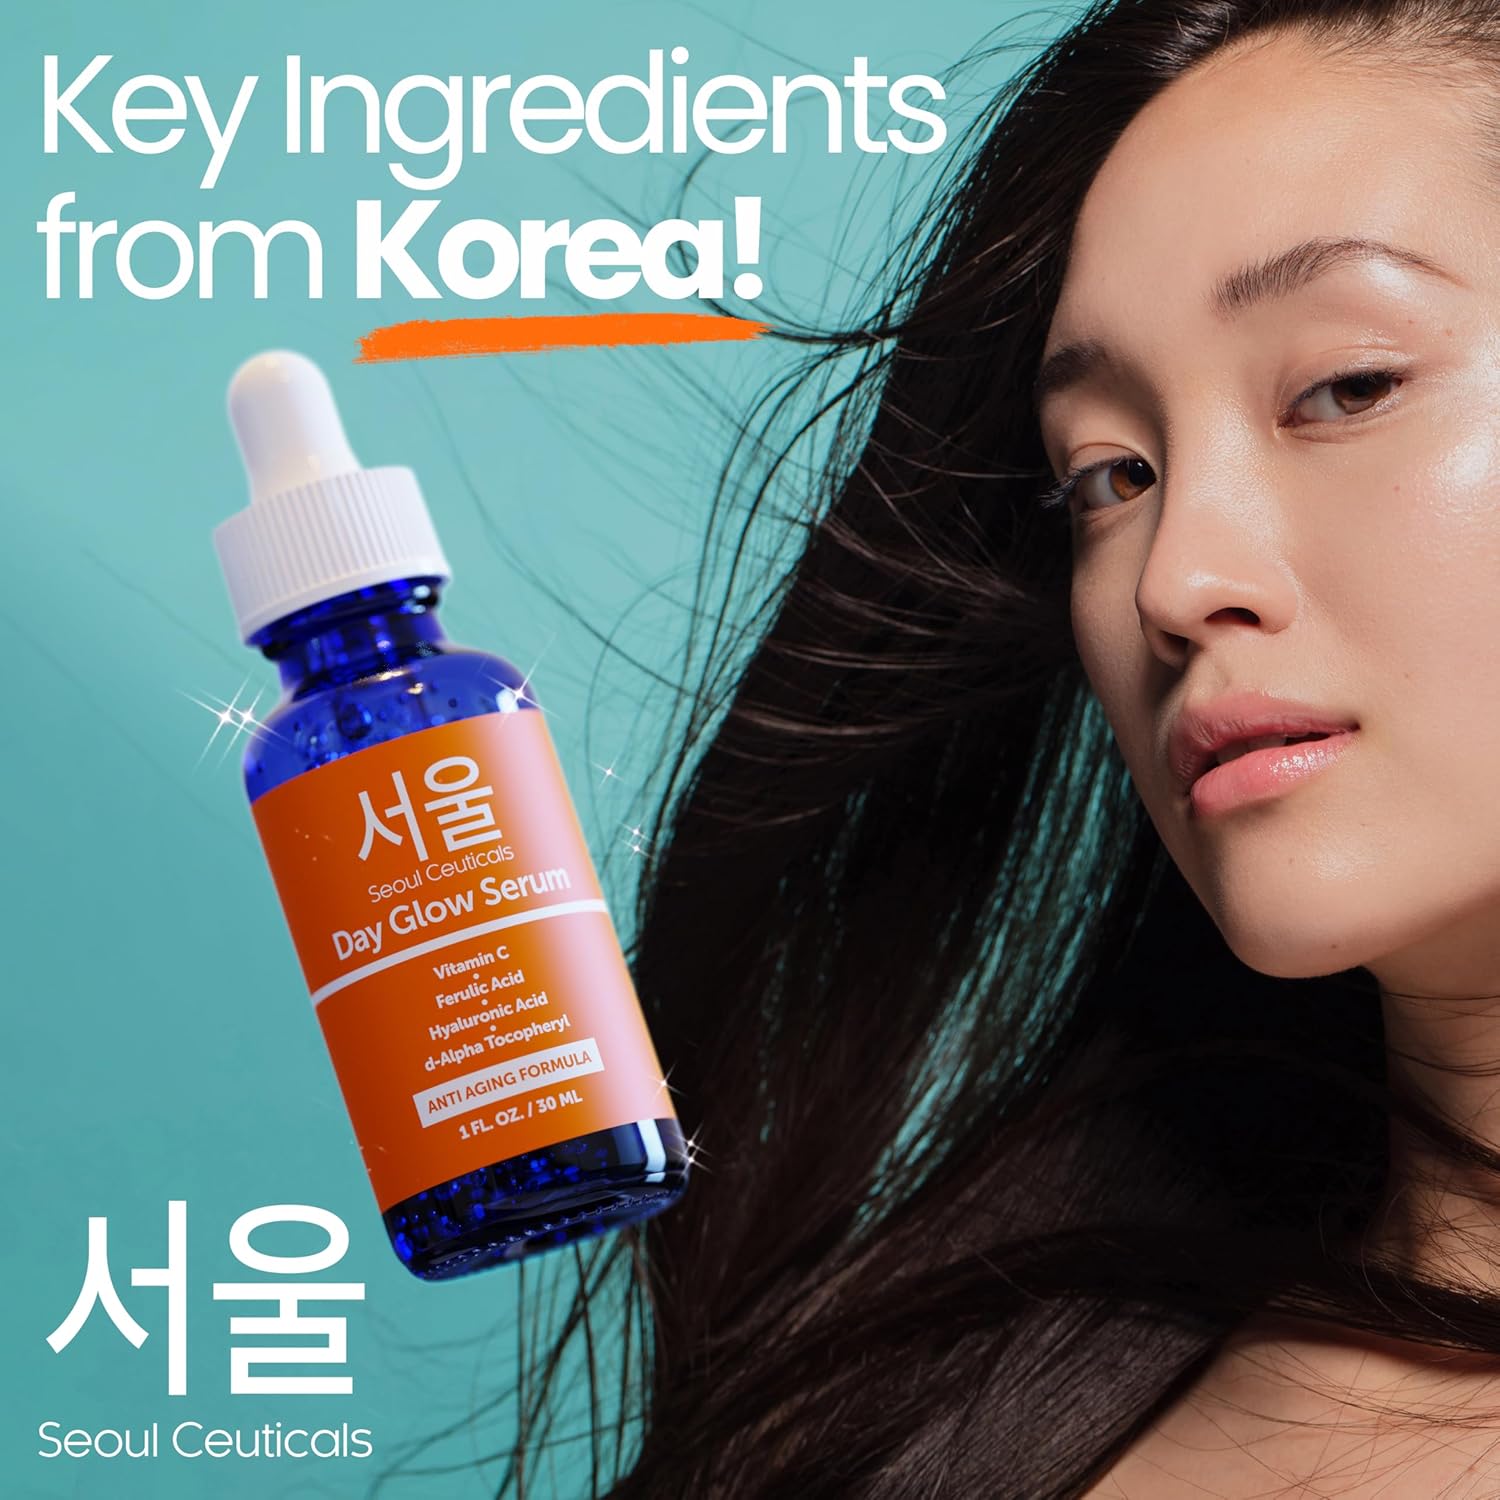 Key Ingredients
from Korea!
서울
Seoul Ceuticals
Day Glow Serum
Vitamin C
•
Ferulic Acid
•
Hyaluronic Acid
•
d-Alpha Tocopheryl
ANTI AGING FORMULA
1 FL. OZ. / 30 ML
서울
Seoul Ceuticals